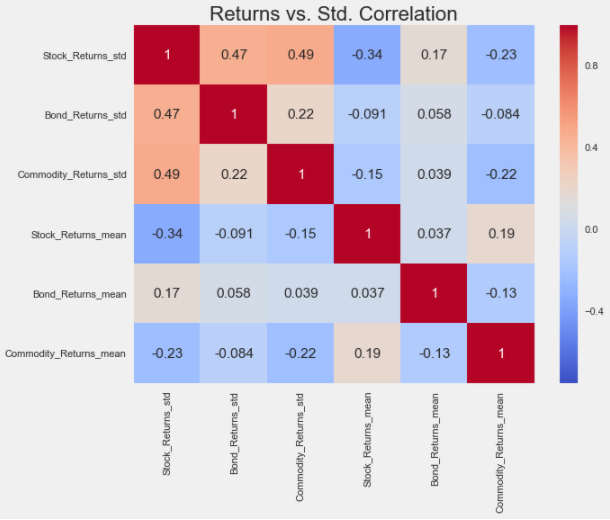 Returns vs. Std. Correlation
Stock_Returns_std 1 0.47 0.49 -0.34 0.17 -0.23
Bond_Returns_std 0.47 1 0.22 -0.091 0.058 -0.084
Commodity_Returns_std 0.49 0.22 1 -0.15 0.039 -0.22
Stock_Returns_mean -0.34 -0.091 -0.15 1 0.037 0.19
Bond_Returns_mean 0.17 0.058 0.039 0.037 1 -0.13
Commodity_Returns_mean -0.23 -0.084 -0.22 0.19 -0.13 1
Stock_Returns_std
Bond_Returns_std
Commodity_Returns_std
Stock_Returns_mean
Bond_Returns_mean
Commodity_Returns_mean
0.8
0.4
0.0
−0.4